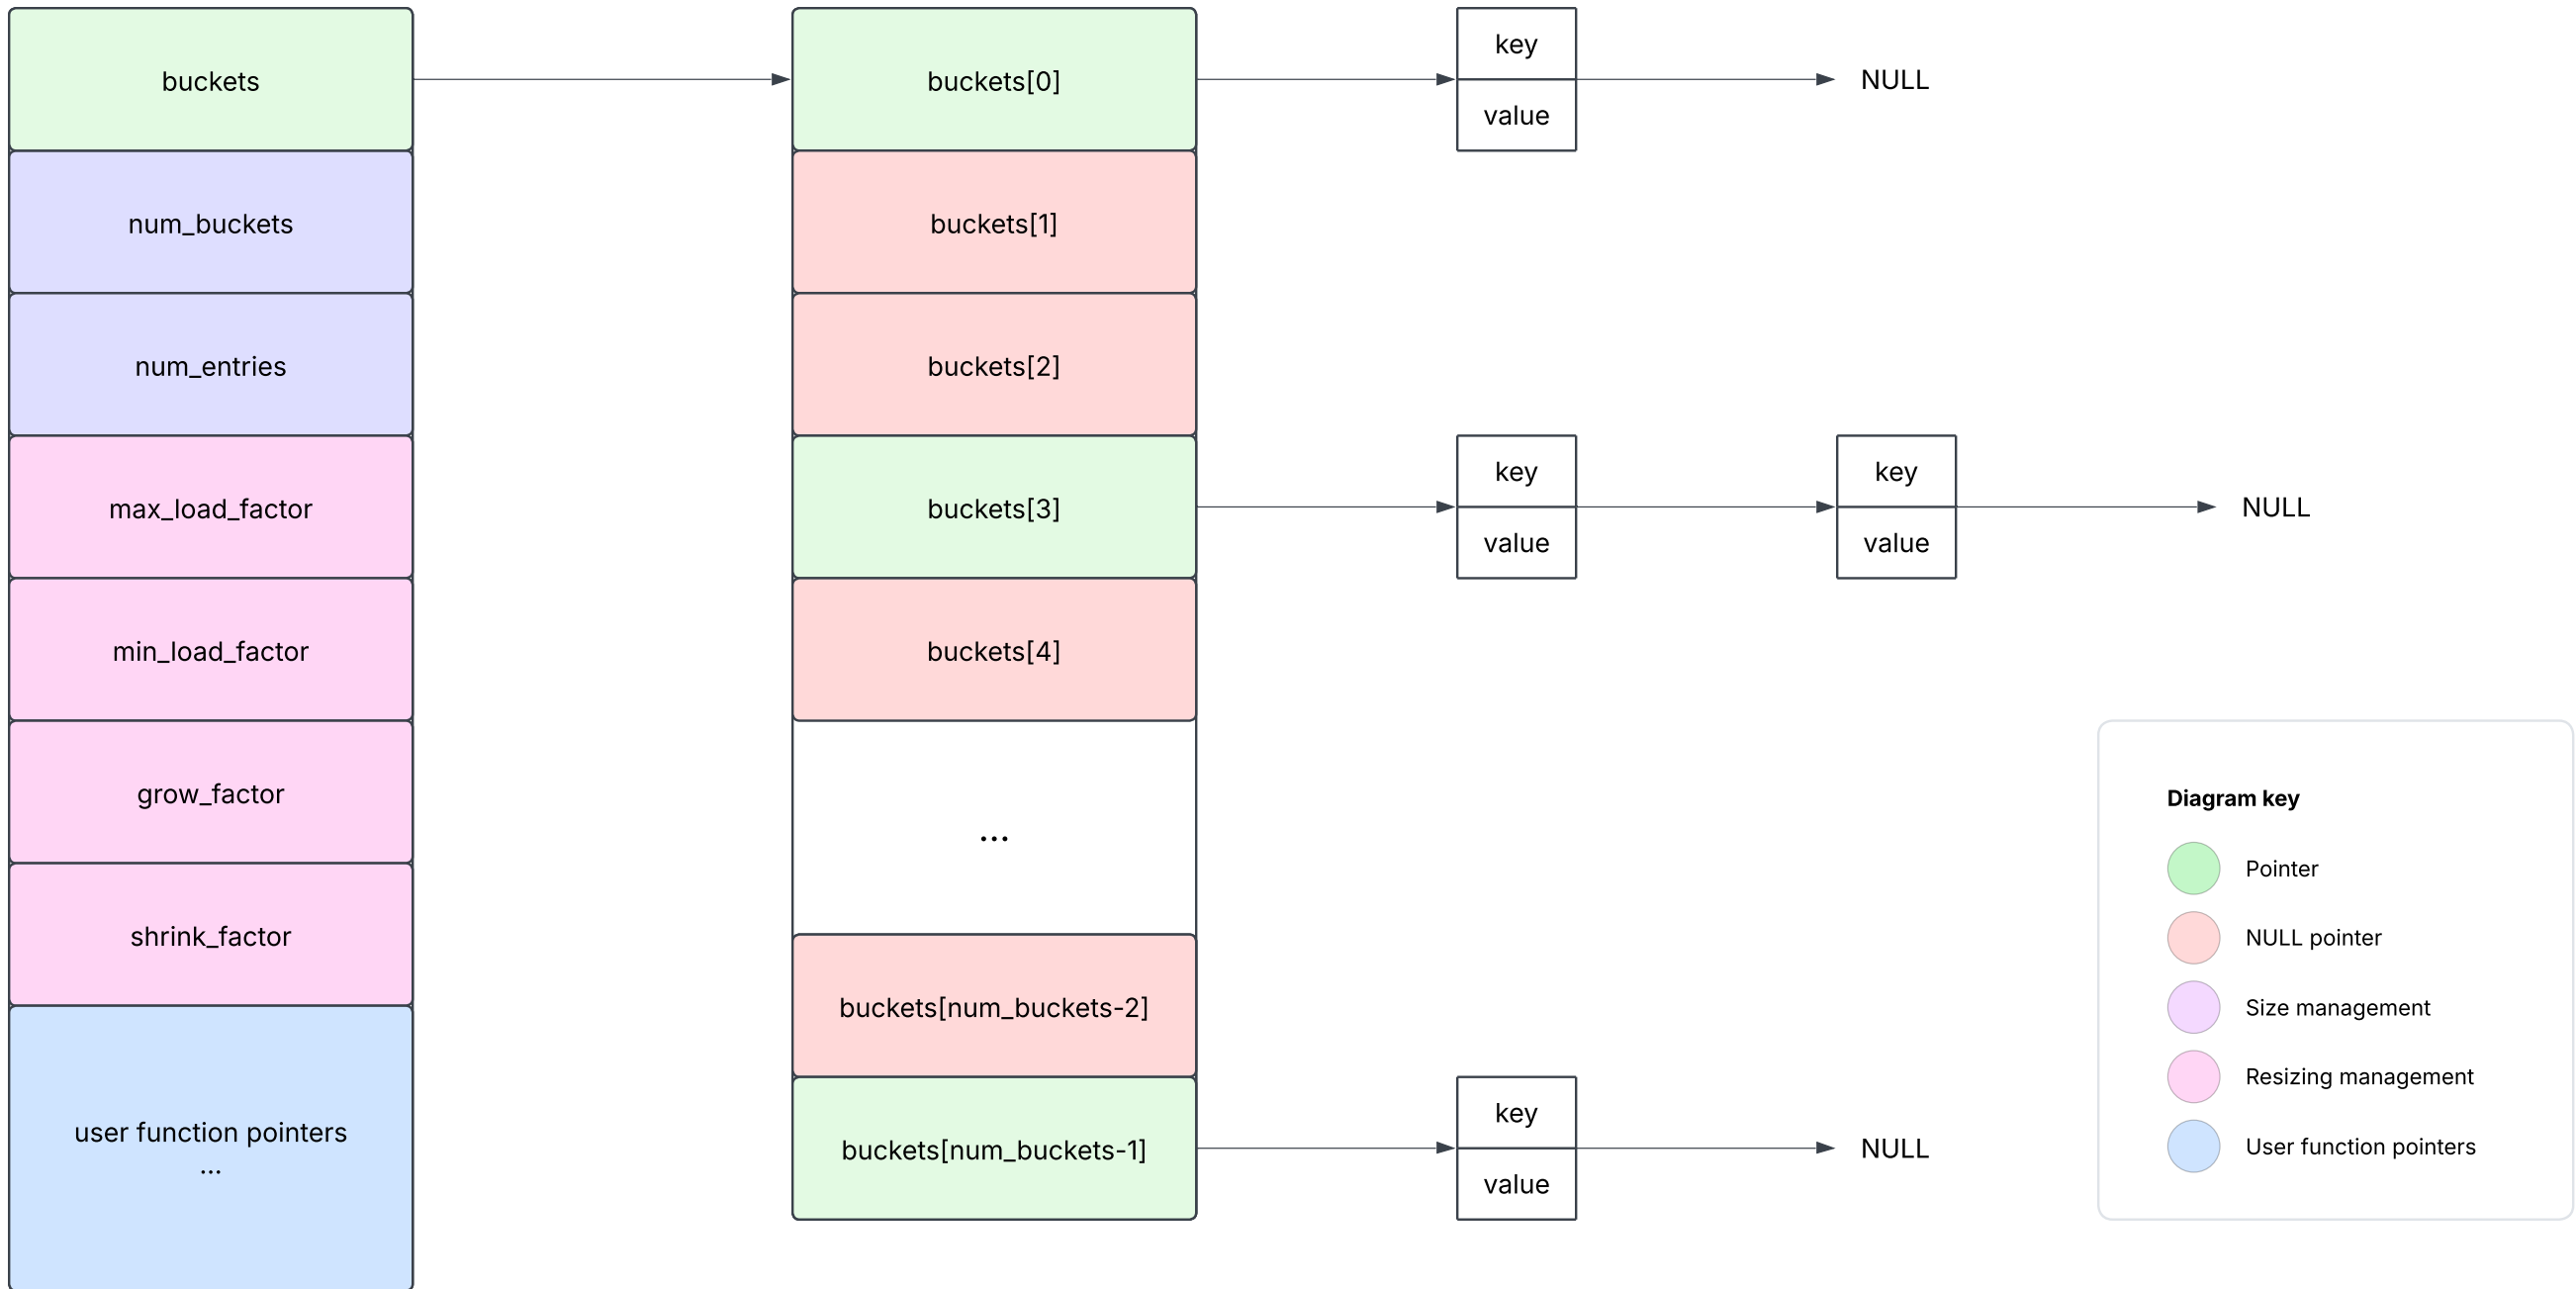 buckets
num_buckets
num_entries
max_load_factor
min_load_factor
grow_factor
shrink_factor
user function pointers
...
buckets[0]
buckets[1]
buckets[2]
buckets[3]
buckets[4]
...
buckets[num_buckets-2]
buckets[num_buckets-1]
key
value
NULL
key
value
key
value
NULL
key
value
NULL
Diagram key
Pointer
NULL pointer
Size management
Resizing management
User function pointers